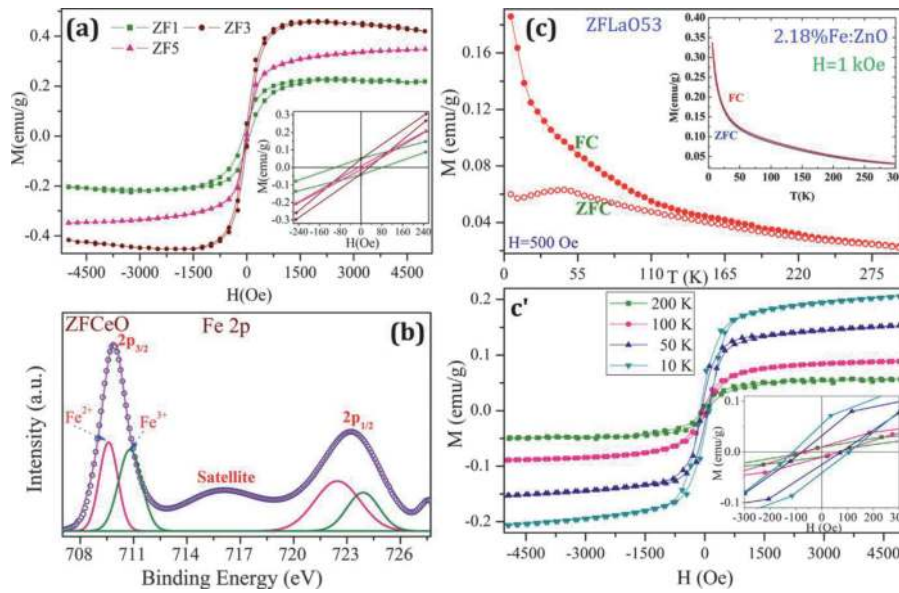 (a)
ZF1
ZF3
ZF5
M(emu/g)
0.4
0.2
0.0
-0.2
-0.4
-4500 -3000 -1500 0 1500 3000 4500
H(Oe)
M(emu/g)
0.3
0.2
0.1
0.0
-0.1
-0.2
-0.3
-240 -160 -80 0 80 160 240
H(Oe)
(c)
ZFLaO53
M (emu/g)
0.16
0.12
0.08
0.04
FC
ZFC
H=500 Oe
55 110 165 220 275
T (K)
2.18%Fe:ZnO
H=1 kOe
M(emu/g)
0.40
0.35
0.30
0.25
0.20
0.15
0.10
0.05
FC
ZFC
0 50 100 150 200 250 300
T(K)
(b)
ZFCeO
Fe 2p
2p3/2
Fe2+
Fe3+
Satellite
2p1/2
Intensity (a.u.)
708 711 714 717 720 723 726
Binding Energy (eV)
c'
200 K
100 K
50 K
10 K
M (emu/g)
0.2
0.1
0.0
-0.1
-0.2
-4500 -3000 -1500 0 1500 3000 4500
H (Oe)
M (emu/g)
0.1
0.0
-0.1
-300 -200 -100 0 100 200 300
H (Oe)